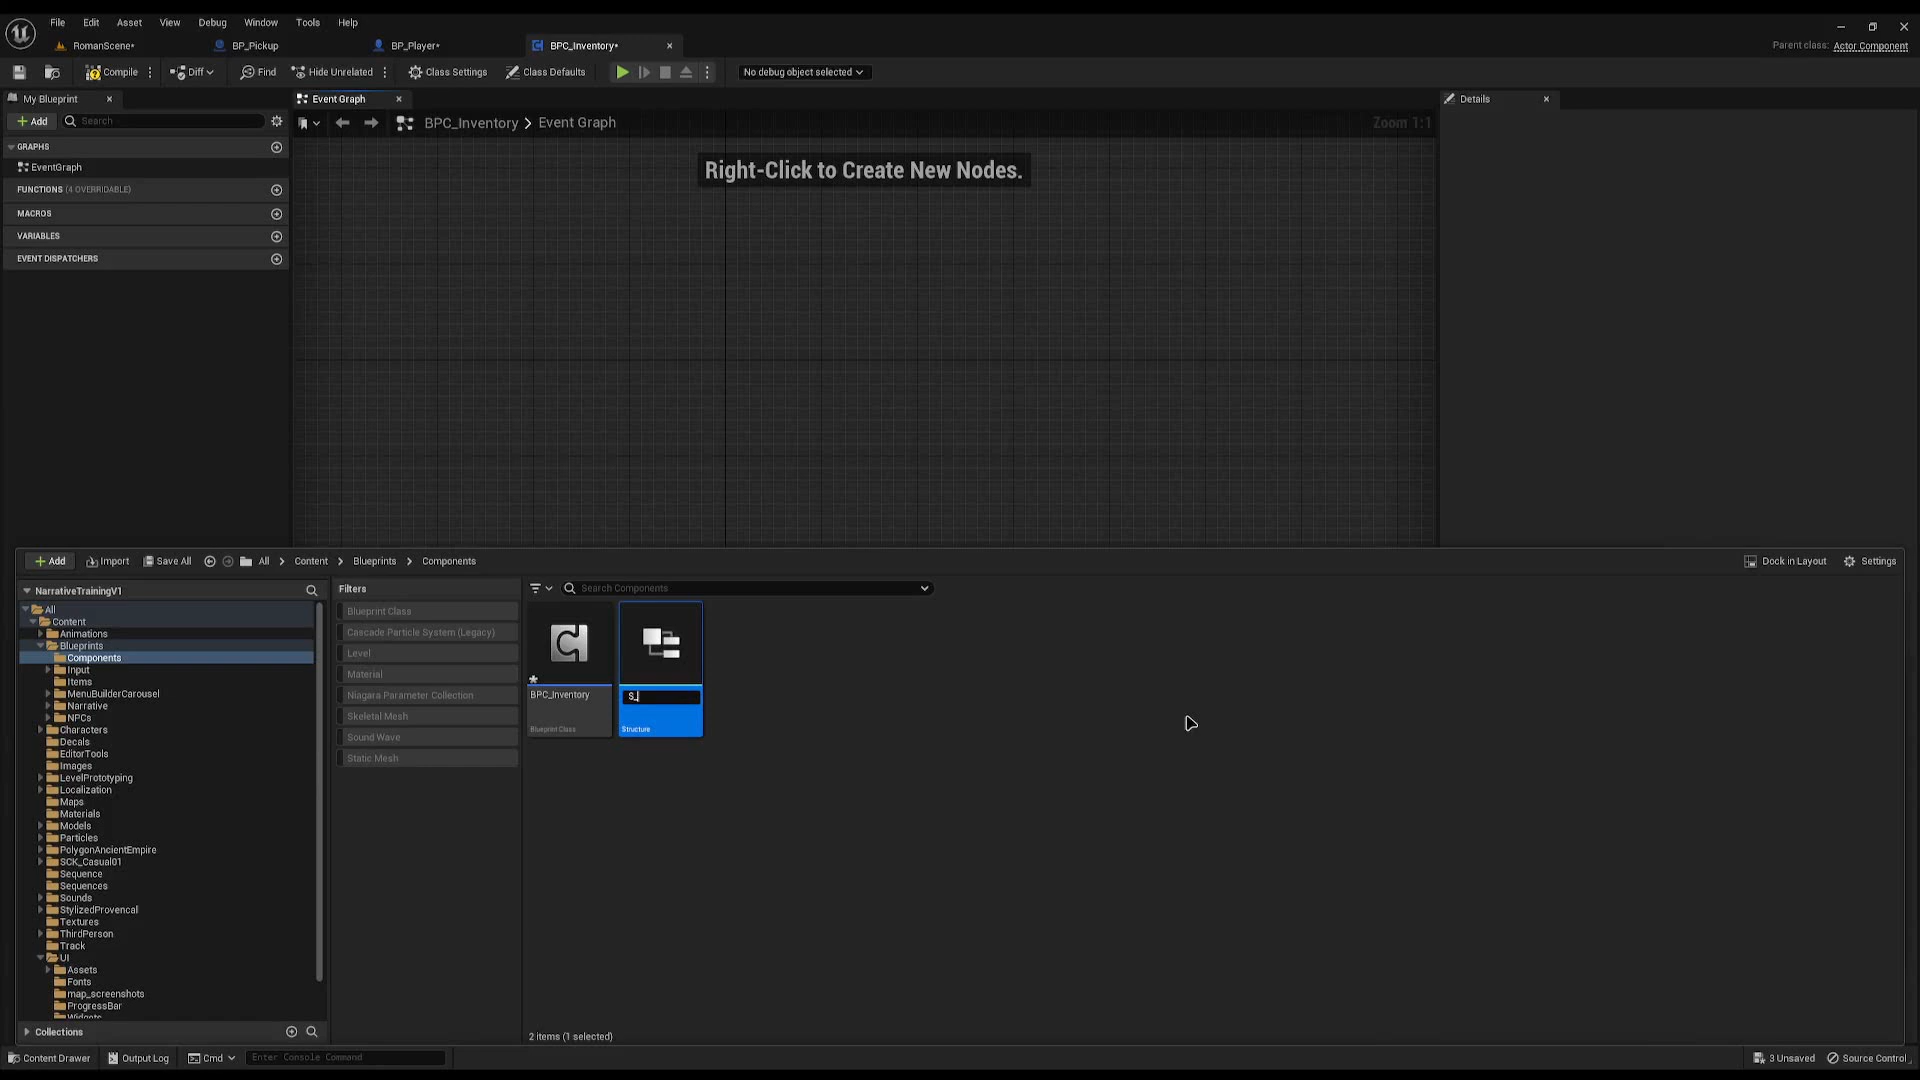 File Edit Asset View Debug Window Tools Help
RomanScene* BP_Pickup BP_Player* BPC_Inventory*
Parent class: Actor Component
Compile Diff Find Hide Unrelated Class Settings Class Defaults No debug object selected
My Blueprint Event Graph Details
Add Search BPC_Inventory > Event Graph Zoom 1:1
GRAPHS
EventGraph
FUNCTIONS (4 OVERRIDABLE)
MACROS
VARIABLES
EVENT DISPATCHERS
Right-Click to Create New Nodes.
Add Import Save All All > Content > Blueprints > Components Dock in Layout Settings
NarrativeTrainingV1
All
Content
Animations
Blueprints
Components
Input
Items
MenuBuilderCarousel
Narrative
NPCs
Characters
Decals
EditorTools
Images
LevelPrototyping
Localization
Maps
Materials
Models
Particles
PolygonAncientEmpire
SCK_Casual01
Sequence
Sequences
Sounds
StylizedProvencal
Textures
ThirdPerson
Track
UI
Assets
Fonts
map_screenshots
ProgressBar
Widgets
Collections
Filters
Blueprint Class
Cascade Particle System (Legacy)
Level
Material
Niagara Parameter Collection
Skeletal Mesh
Sound Wave
Static Mesh
Search Components
BPC_Inventory
Blueprint Class
S_
Structure
2 items (1 selected)
Content Drawer Output Log Cmd Enter Console Command 3 Unsaved Source Control